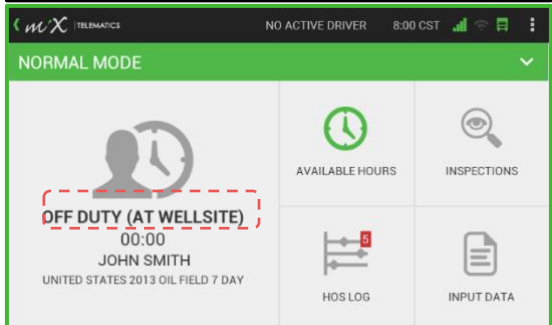 MiX TELEMATICS NO ACTIVE DRIVER 8:00 CST
NORMAL MODE
OFF DUTY (AT WELLSITE)
00:00
JOHN SMITH
UNITED STATES 2013 OIL FIELD 7 DAY
AVAILABLE HOURS
INSPECTIONS
5
HOS LOG
INPUT DATA